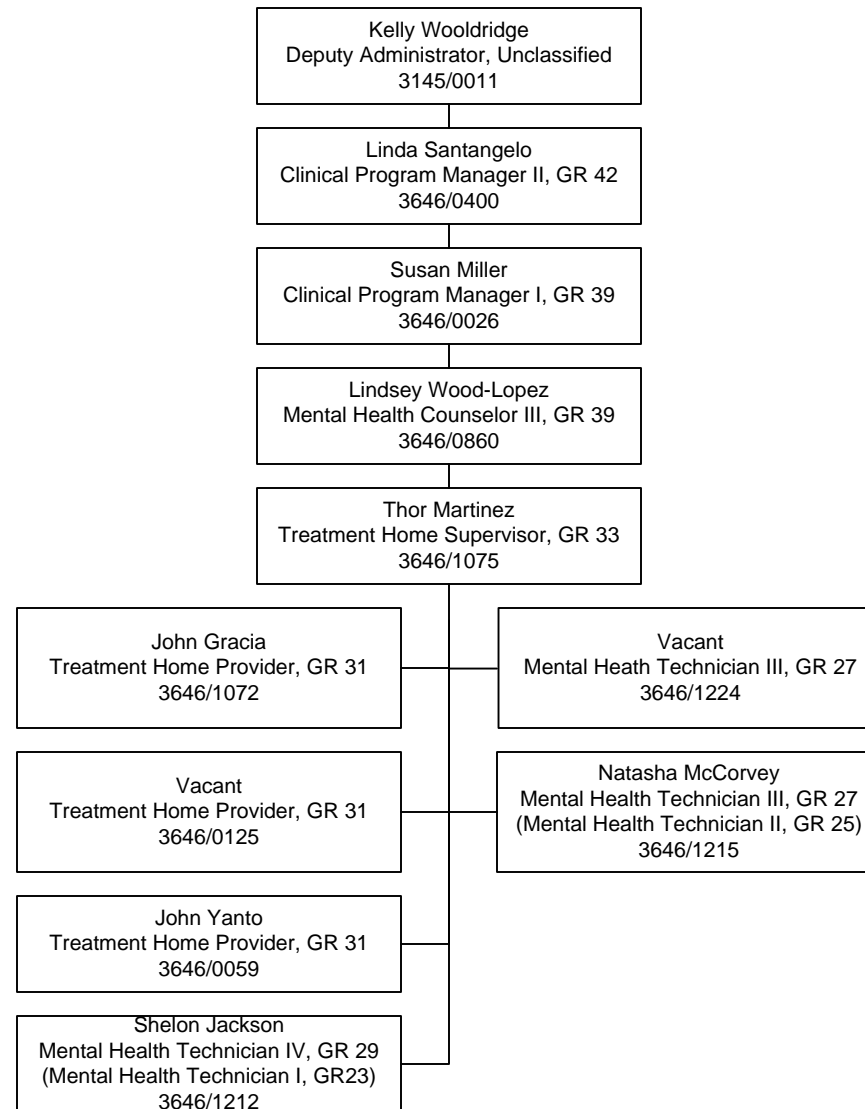 Kelly Wooldridge
Deputy Administrator, Unclassified
3145/0011
Linda Santangelo
Clinical Program Manager II, GR 42
3646/0400
Susan Miller
Clinical Program Manager I, GR 39
3646/0026
Lindsey Wood-Lopez
Mental Health Counselor III, GR 39
3646/0860
Thor Martinez
Treatment Home Supervisor, GR 33
3646/1075
John Gracia
Treatment Home Provider, GR 31
3646/1072
Vacant
Mental Heath Technician III, GR 27
3646/1224
Vacant
Treatment Home Provider, GR 31
3646/0125
Natasha McCorvey
Mental Health Technician III, GR 27
(Mental Health Technician II, GR 25)
3646/1215
John Yanto
Treatment Home Provider, GR 31
3646/0059
Shelon Jackson
Mental Health Technician IV, GR 29
(Mental Health Technician I, GR23)
3646/1212